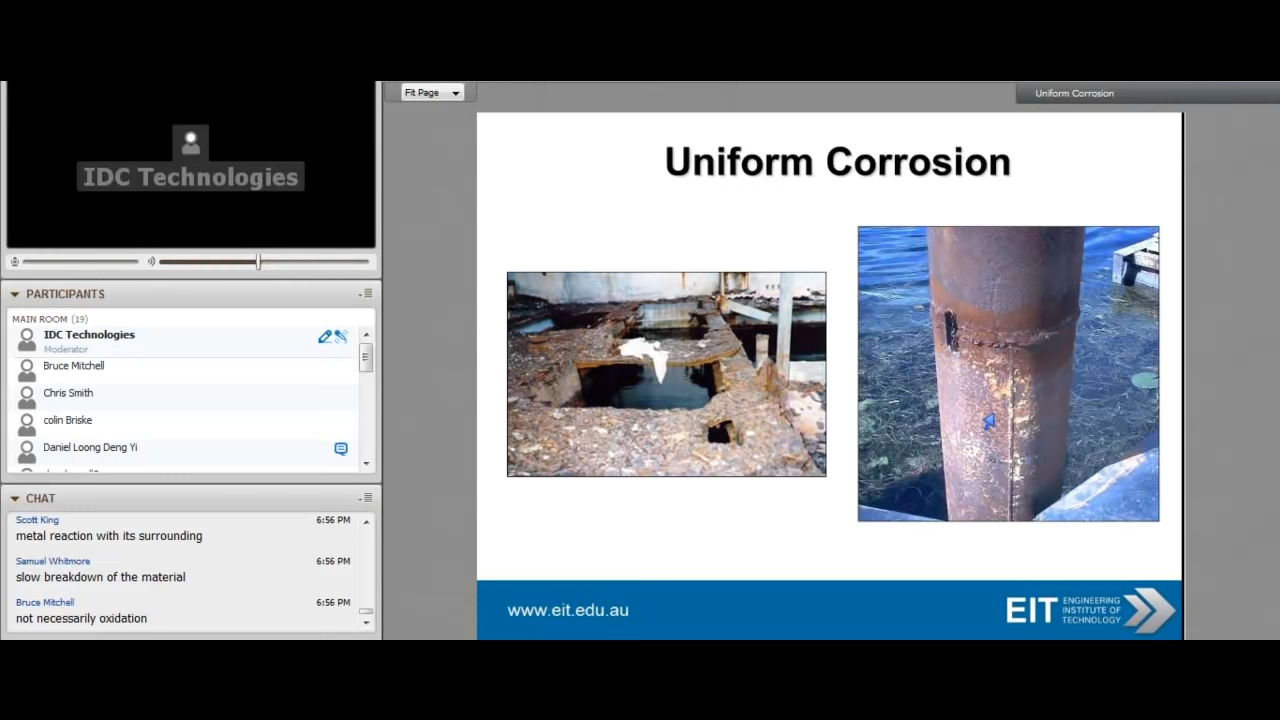 IDC Technologies
PARTICIPANTS
MAIN ROOM (19)
IDC Technologies
Moderator
Bruce Mitchell
Chris Smith
colin Briske
Daniel Loong Deng Yi
CHAT
Scott King 6:56 PM
metal reaction with its surrounding
Samuel Whitmore 6:56 PM
slow breakdown of the material
Bruce Mitchell 6:56 PM
not necessarily oxidation
Fit Page
Uniform Corrosion
Uniform Corrosion
www.eit.edu.au
EIT
ENGINEERING
INSTITUTE OF
TECHNOLOGY